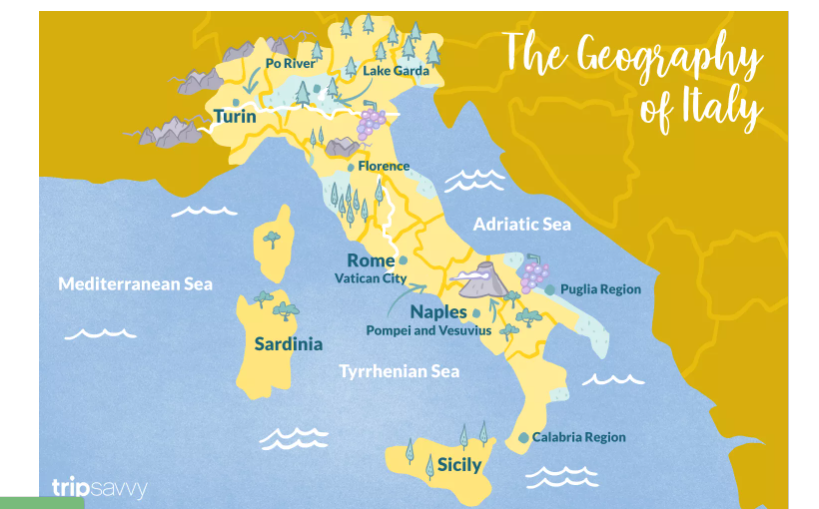 The Geography
of Italy
Po River
Lake Garda
Turin
Florence
Adriatic Sea
Rome
Vatican City
Mediterranean Sea
Puglia Region
Naples
Pompei and Vesuvius
Sardinia
Tyrrhenian Sea
Calabria Region
Sicily
tripsavvy